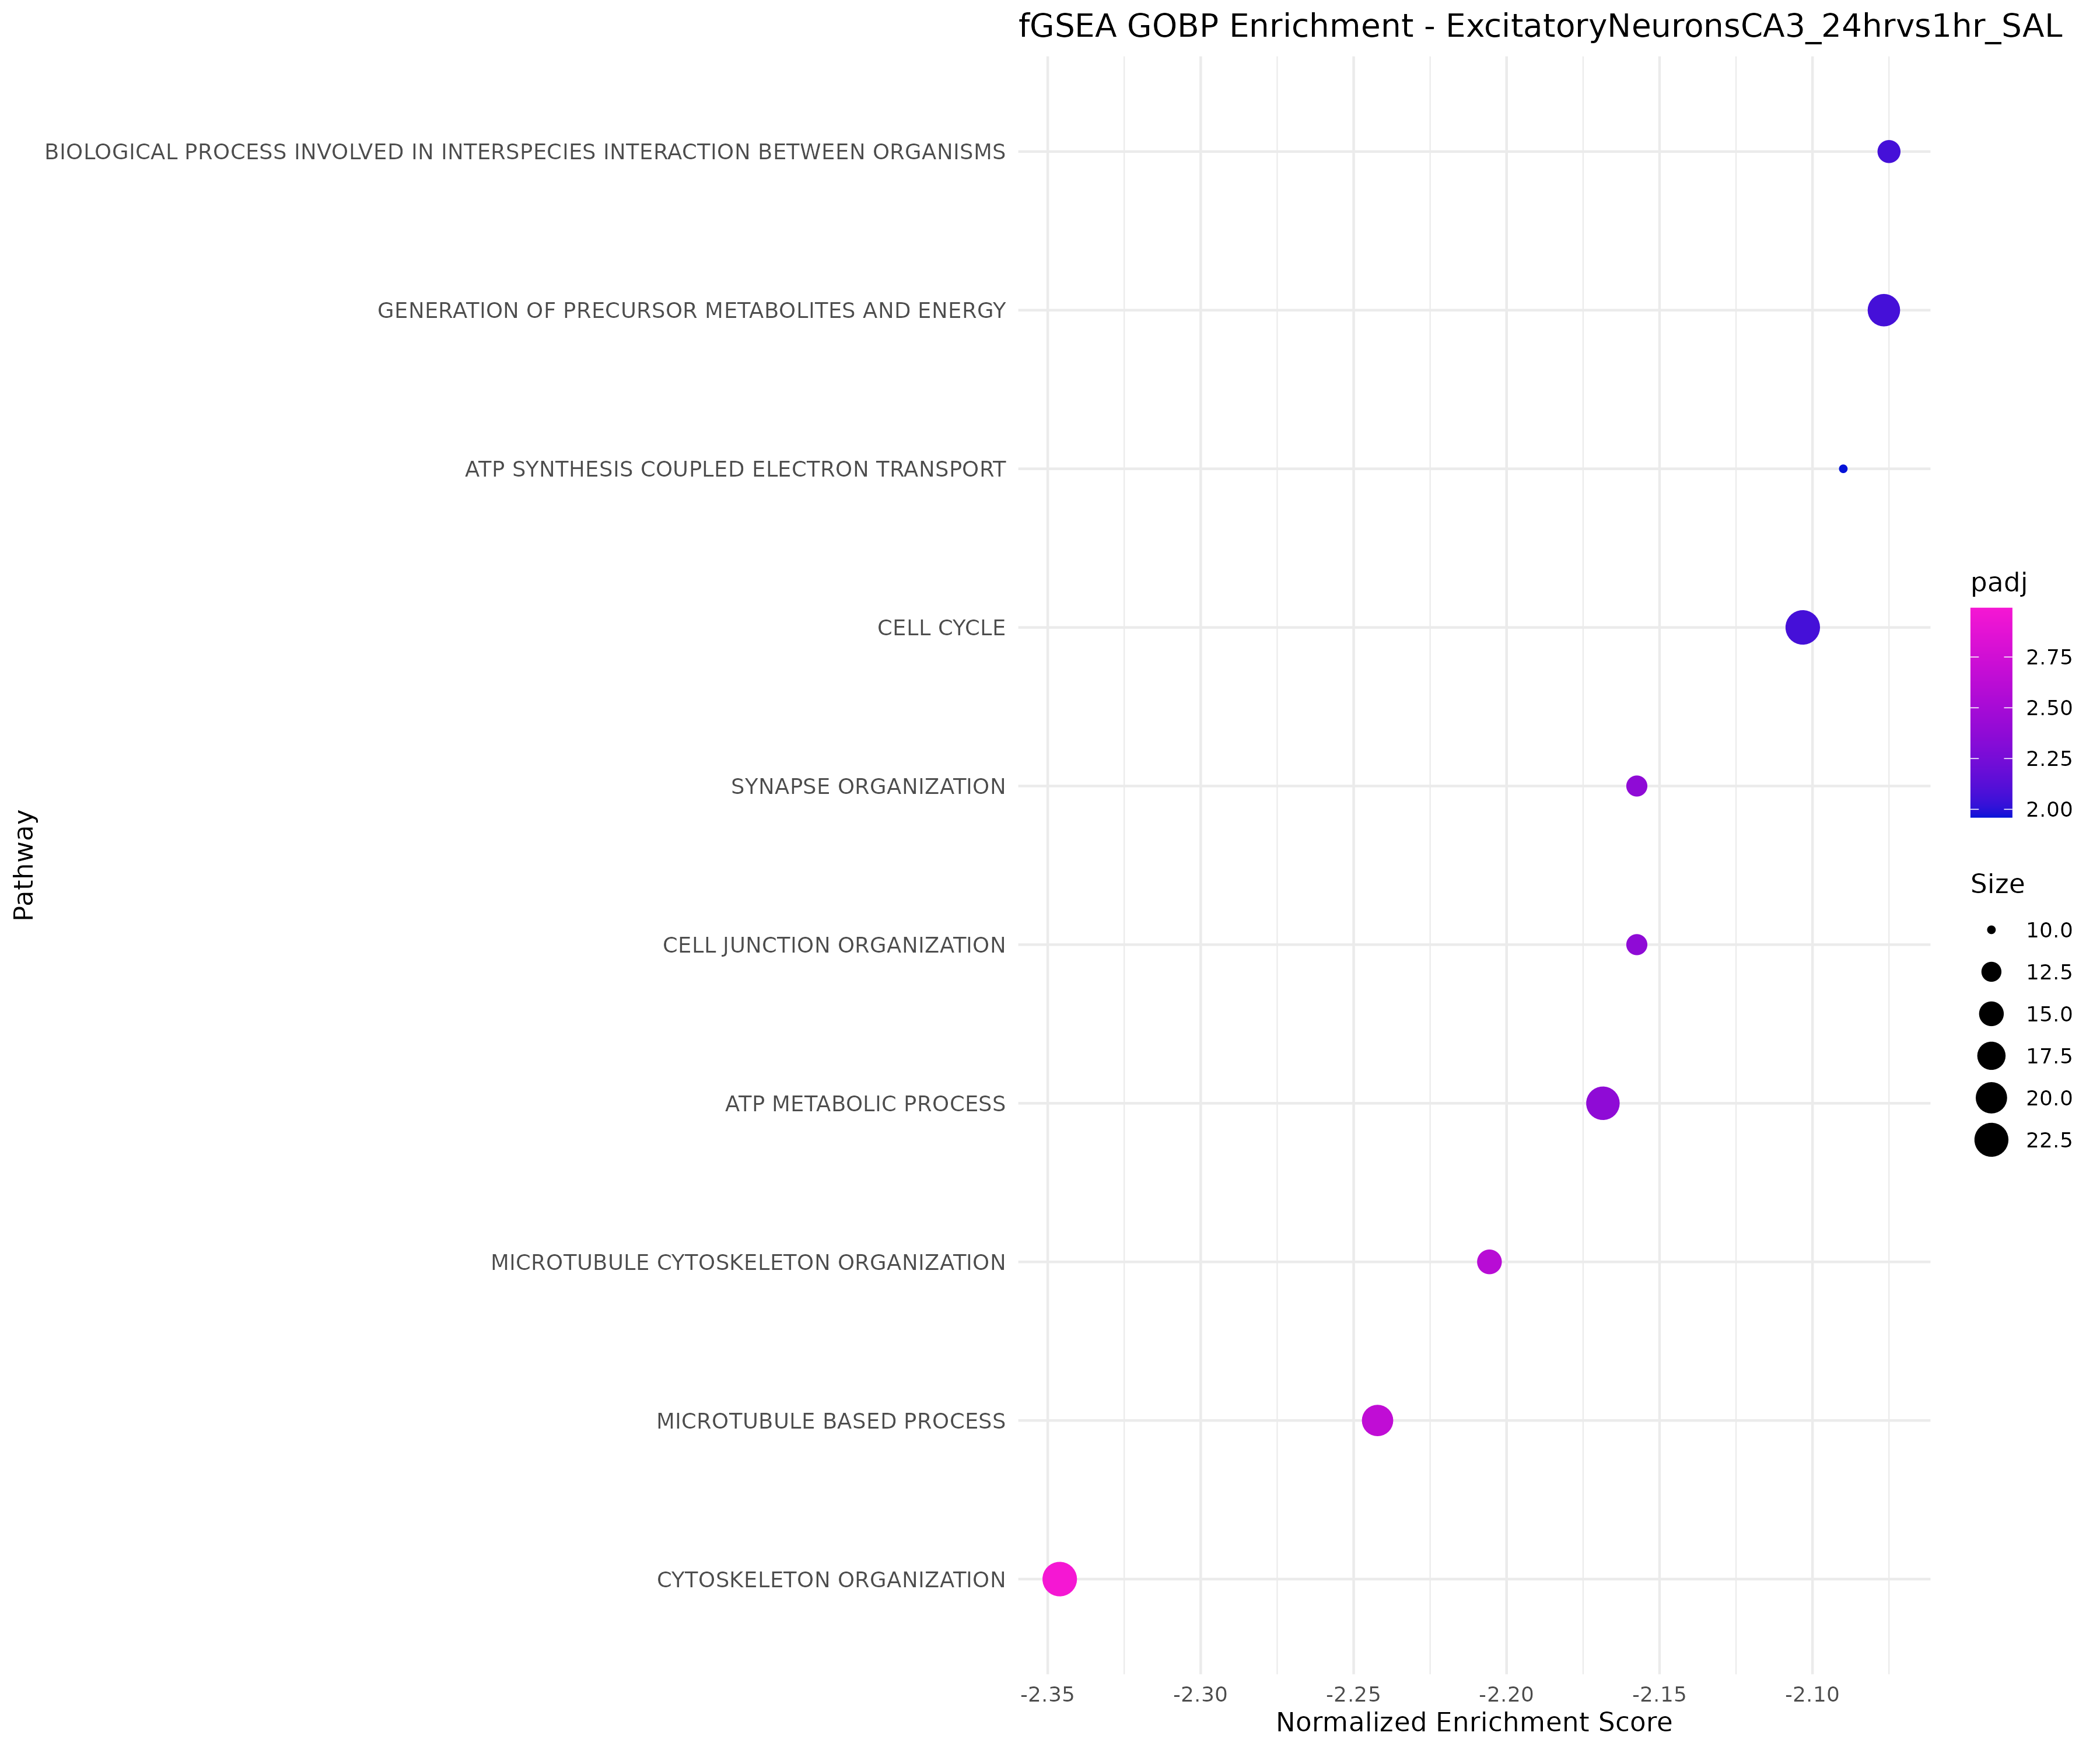 fGSEA GOBP Enrichment - ExcitatoryNeuronsCA3_24hrvs1hr_SAL
Pathway
BIOLOGICAL PROCESS INVOLVED IN INTERSPECIES INTERACTION BETWEEN ORGANISMS
GENERATION OF PRECURSOR METABOLITES AND ENERGY
ATP SYNTHESIS COUPLED ELECTRON TRANSPORT
CELL CYCLE
SYNAPSE ORGANIZATION
CELL JUNCTION ORGANIZATION
ATP METABOLIC PROCESS
MICROTUBULE CYTOSKELETON ORGANIZATION
MICROTUBULE BASED PROCESS
CYTOSKELETON ORGANIZATION
-2.35 -2.30 -2.25 -2.20 -2.15 -2.10
Normalized Enrichment Score
padj
2.75
2.50
2.25
2.00
Size
10.0
12.5
15.0
17.5
20.0
22.5